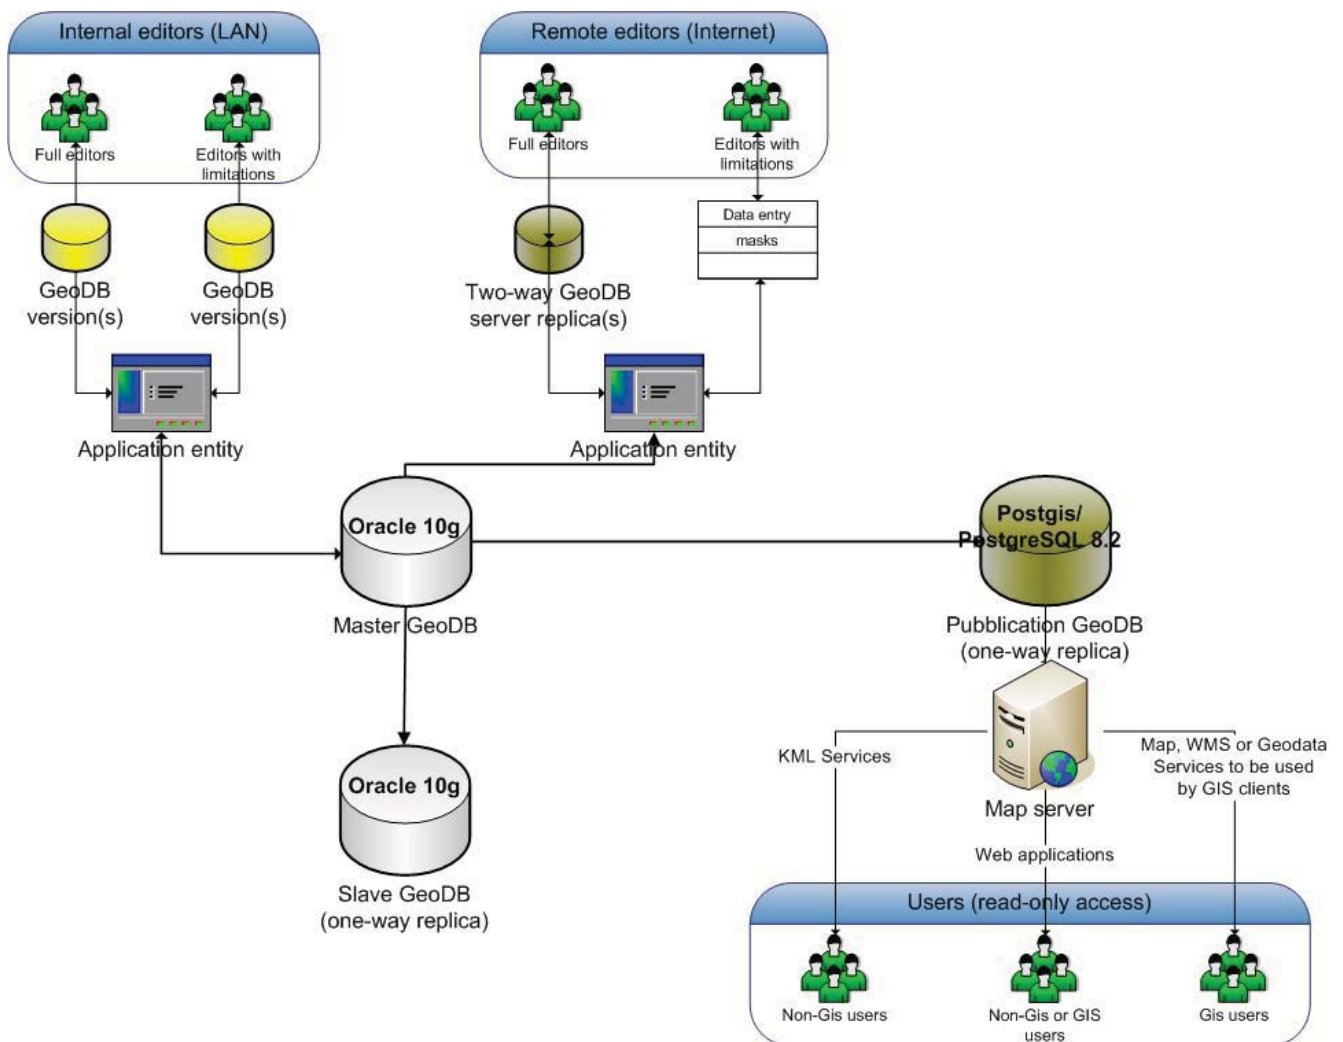 Internal editors (LAN)
Remote editors (Internet)
Full editors
Editors with
limitations
Full editors
Editors with
limitations
Data entry
masks
GeoDB
version(s)
GeoDB
version(s)
Two-way GeoDB
server replica(s)
Application entity
Application entity
Oracle 10g
Master GeoDB
Postgis/
PostgreSQL 8.2
Pubblication GeoDB
(one-way replica)
Oracle 10g
Slave GeoDB
(one-way replica)
KML Services
Map, WMS or Geodata
Services to be used
by GIS clients
Map server
Web applications
Users (read-only access)
Non-Gis users
Non-Gis or GIS
users
Gis users